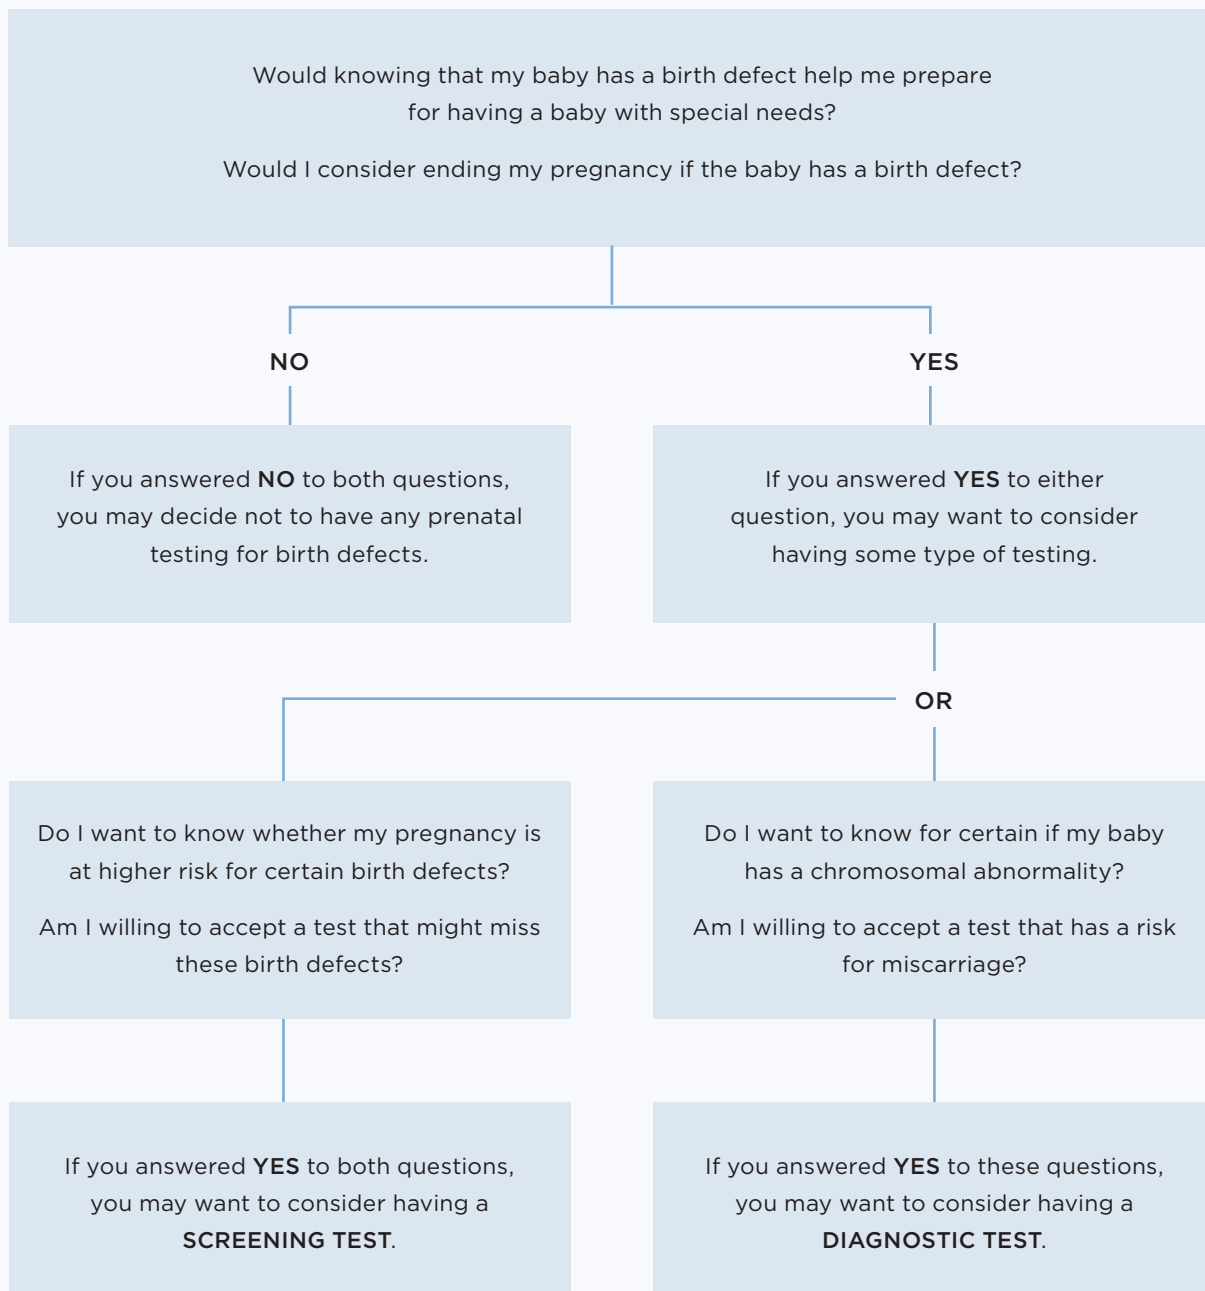 Would knowing that my baby has a birth defect help me prepare
for having a baby with special needs?
Would I consider ending my pregnancy if the baby has a birth defect?
NO
YES
If you answered NO to both questions,
you may decide not to have any prenatal
testing for birth defects.
If you answered YES to either
question, you may want to consider
having some type of testing.
OR
Do I want to know whether my pregnancy is
at higher risk for certain birth defects?
Am I willing to accept a test that might miss
these birth defects?
Do I want to know for certain if my baby
has a chromosomal abnormality?
Am I willing to accept a test that has a risk
for miscarriage?
If you answered YES to both questions,
you may want to consider having a
SCREENING TEST.
If you answered YES to these questions,
you may want to consider having a
DIAGNOSTIC TEST.